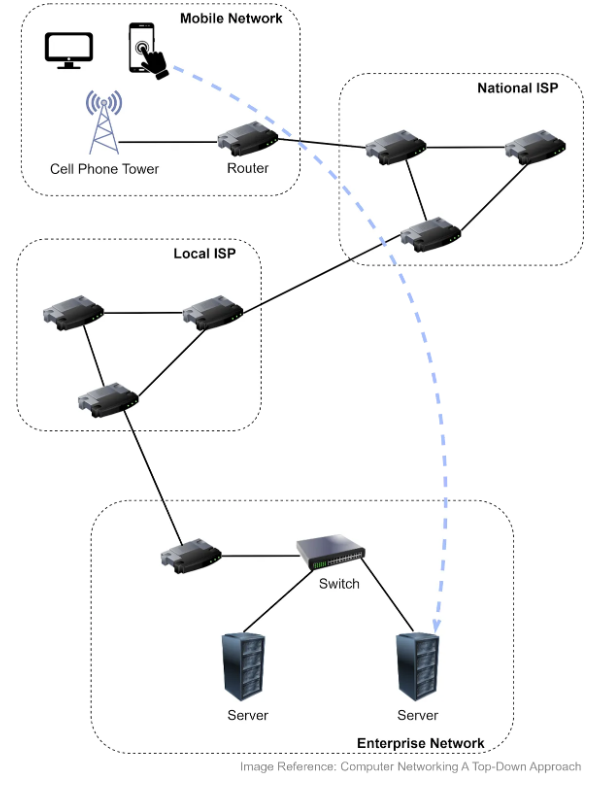 Mobile Network
National ISP
Cell Phone Tower
Router
Local ISP
Switch
Server
Server
Enterprise Network
Image Reference: Computer Networking A Top-Down Approach